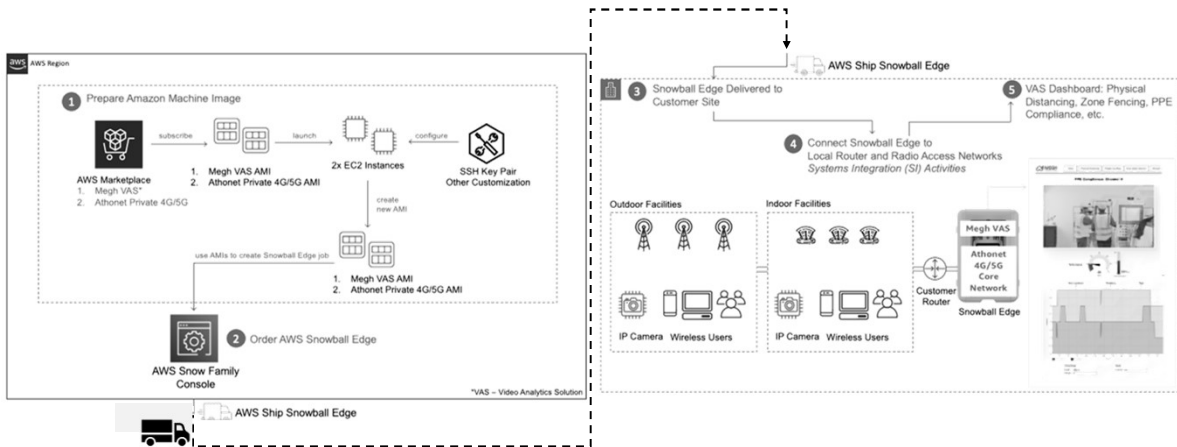 aws
AWS Region
1 Prepare Amazon Machine Image
subscribe
launch
configure
AWS Marketplace
1. Megh VAS*
2. Athonet Private 4G/5G
1. Megh VAS AMI
2. Athonet Private 4G/5G AMI
2x EC2 Instances
SSH Key Pair
Other Customization
create
new AMI
use AMIs to create Snowball Edge job
1. Megh VAS AMI
2. Athonet Private 4G/5G AMI
2 Order AWS Snowball Edge
AWS Snow Family
Console
*VAS – Video Analytics Solution
AWS Ship Snowball Edge
AWS Ship Snowball Edge
3 Snowball Edge Delivered to
Customer Site
4 Connect Snowball Edge to
Local Router and Radio Access Networks
Systems Integration (SI) Activities
5 VAS Dashboard: Physical
Distancing, Zone Fencing, PPE
Compliance, etc.
Outdoor Facilities
IP Camera Wireless Users
Indoor Facilities
IP Camera Wireless Users
Customer
Router
Megh VAS
Athonet
4G/5G
Core
Network
Snowball Edge